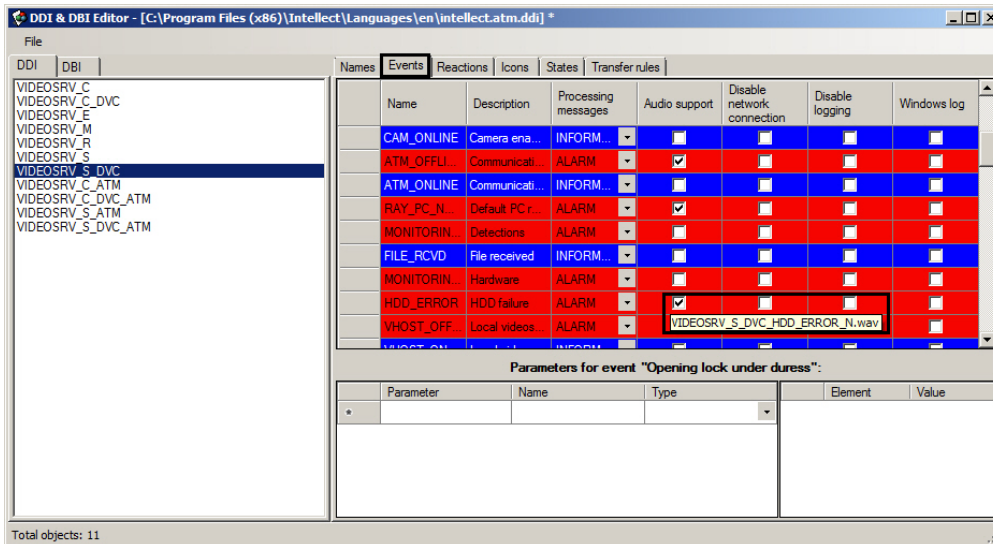 DDI & DBI Editor - [C:\Program Files (x86)\Intellect\Languages\en\intellect.atm.ddi] *
File
DDI DBI
VIDEOSRV_C
VIDEOSRV_C_DVC
VIDEOSRV_E
VIDEOSRV_M
VIDEOSRV_R
VIDEOSRV_S
VIDEOSRV_S_DVC
VIDEOSRV_C_ATM
VIDEOSRV_C_DVC_ATM
VIDEOSRV_S_ATM
VIDEOSRV_S_DVC_ATM
Names Events Reactions Icons States Transfer rules
Name Description Processing messages Audio support Disable network connection Disable logging Windows log
CAM_ONLINE Camera ena... INFORM...
ATM_OFFLI... Communicati... ALARM
ATM_ONLINE Communicati... INFORM...
RAY_PC_N... Default PC r... ALARM
MONITORIN... Detections ALARM
FILE_RCVD File received INFORM...
MONITORIN... Hardware ALARM
HDD_ERROR HDD failure ALARM
VHOST_OFF... Local videos... ALARM
VIDEOSRV_S_DVC_HDD_ERROR_N.wav
Parameters for event "Opening lock under duress":
Parameter Name Type Element Value
*
Total objects: 11